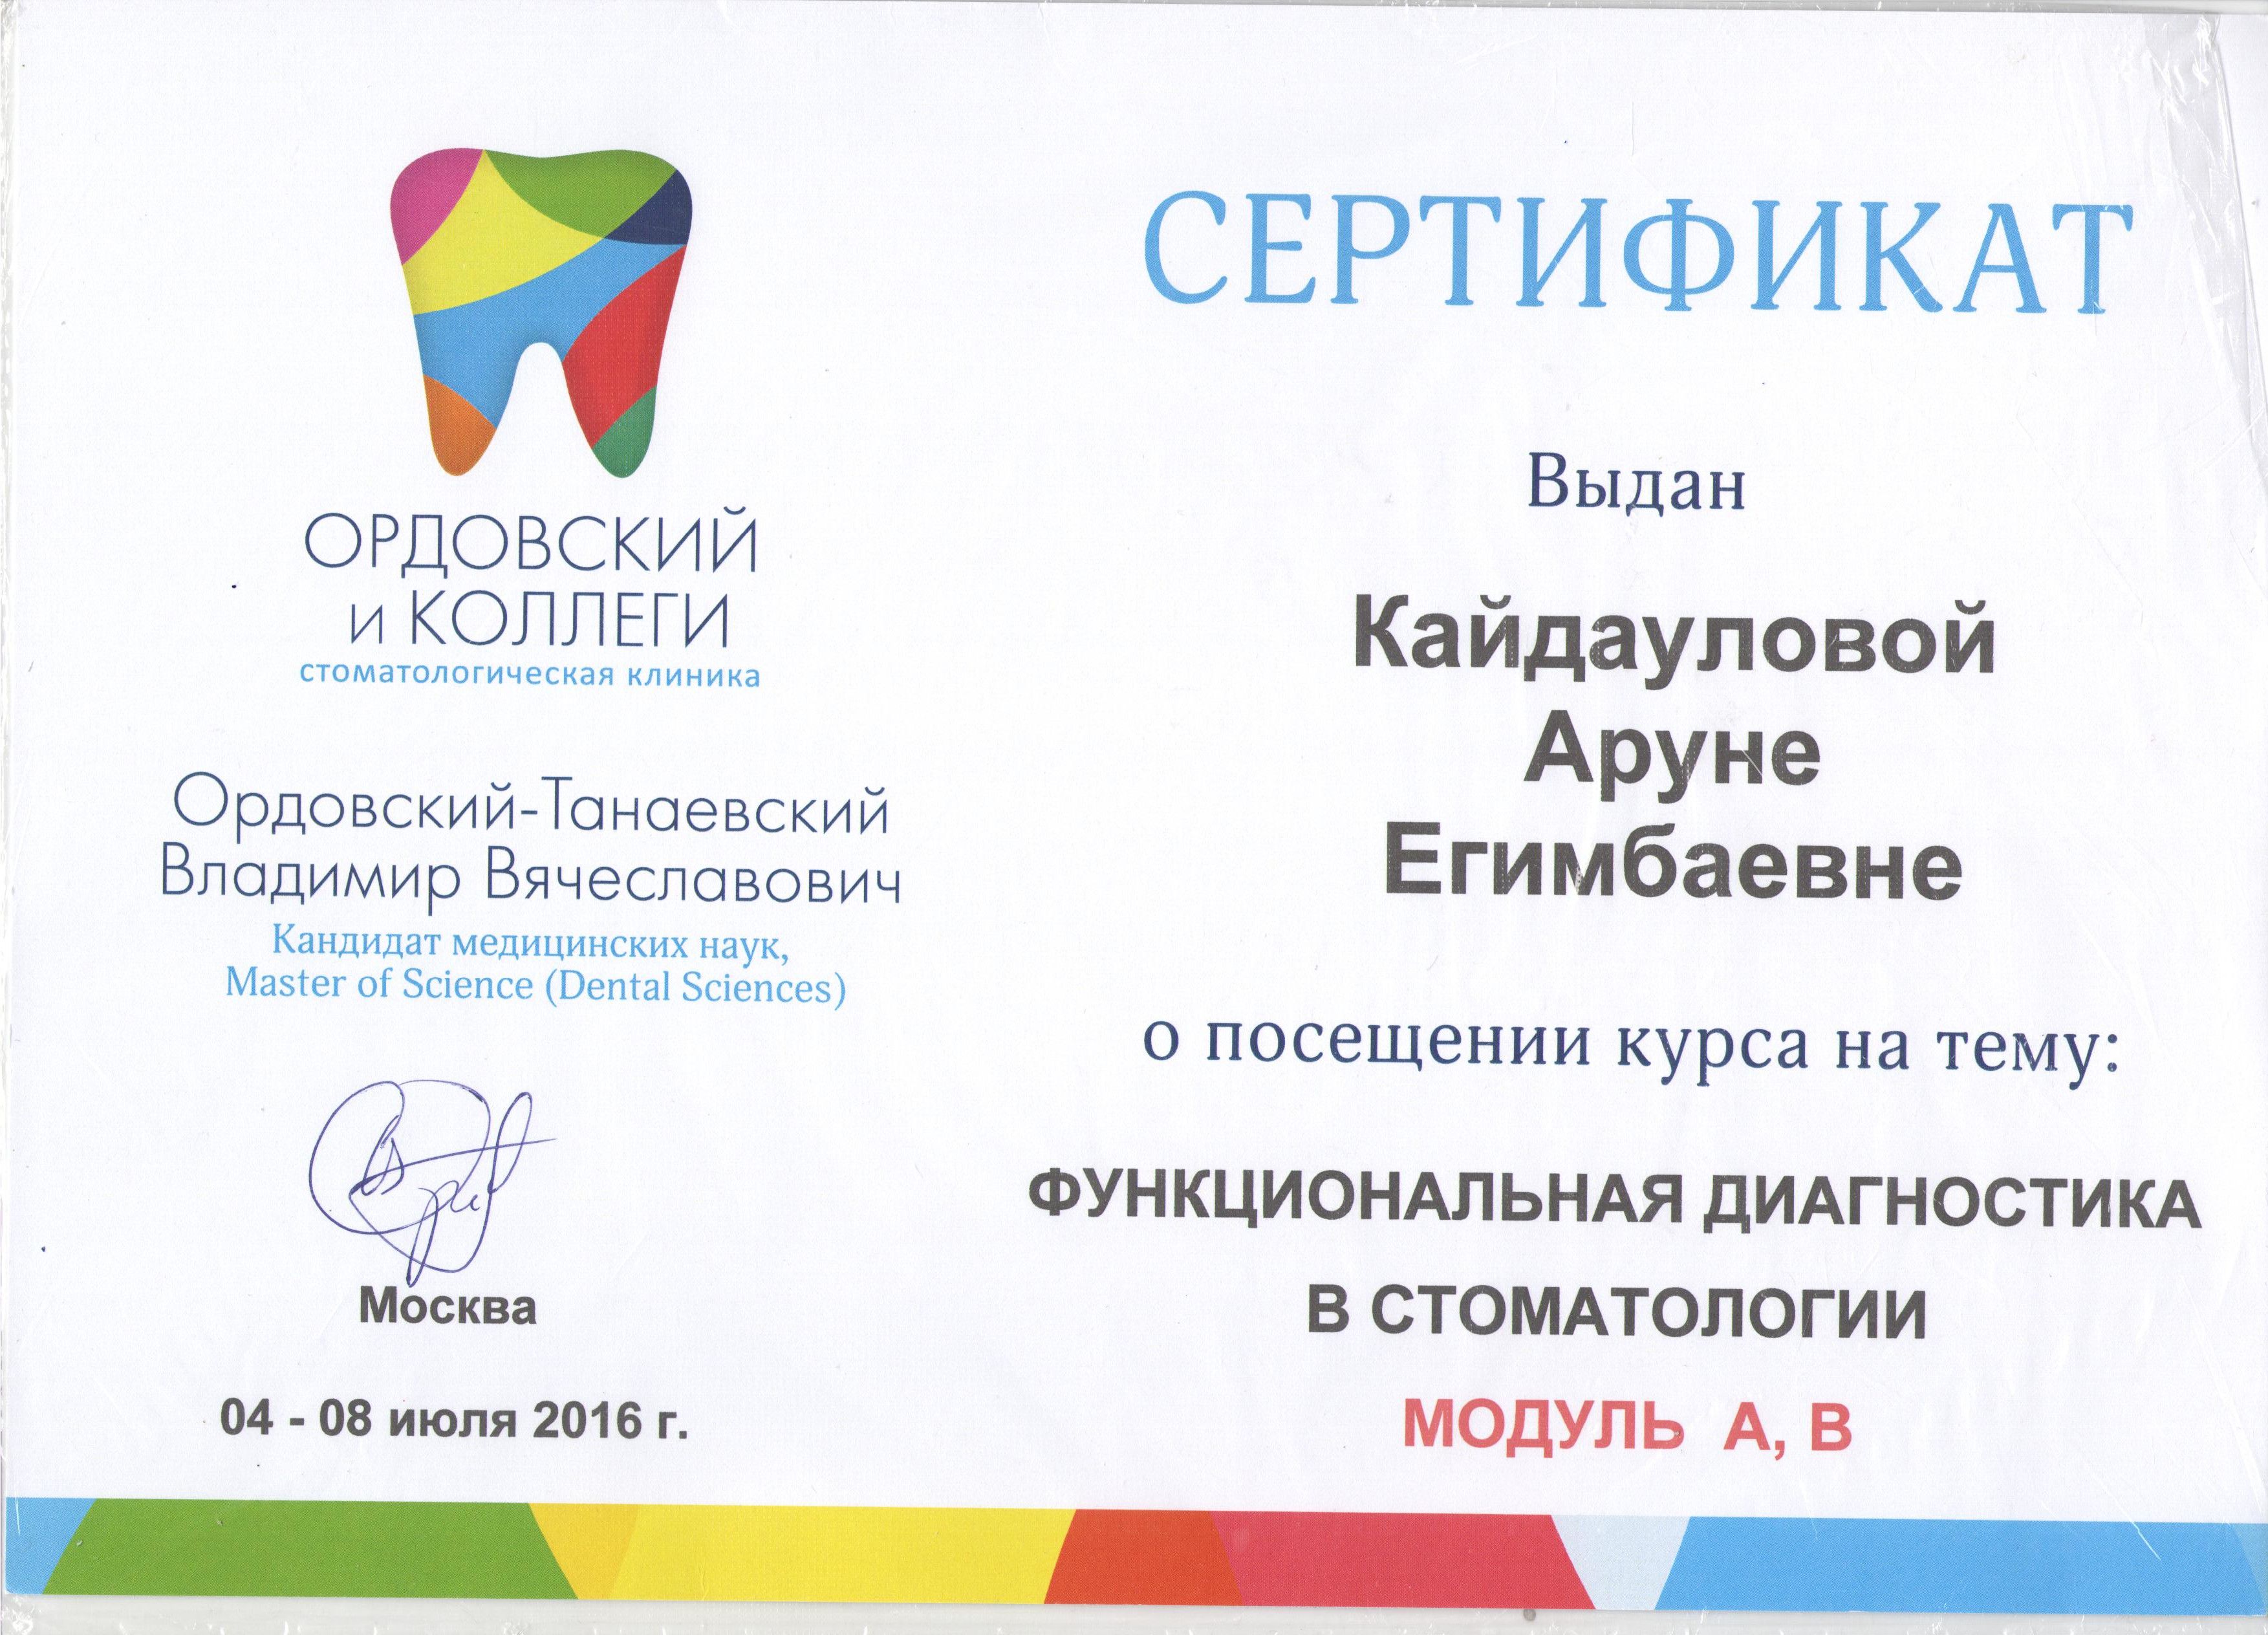 ОРДОВСКИЙ
и КОЛЛЕГИ
стоматологическая клиника
Ордовский-Танаевский
Владимир Вячеславович
Кандидат медицинских наук,
Master of Science (Dental Sciences)
Москва
04 - 08 июля 2016 г.
СЕРТИФИКАТ
Выдан
Кайдауловой
Аруне
Егимбаевне
о посещении курса на тему:
ФУНКЦИОНАЛЬНАЯ ДИАГНОСТИКА
В СТОМАТОЛОГИИ
МОДУЛЬ А, В